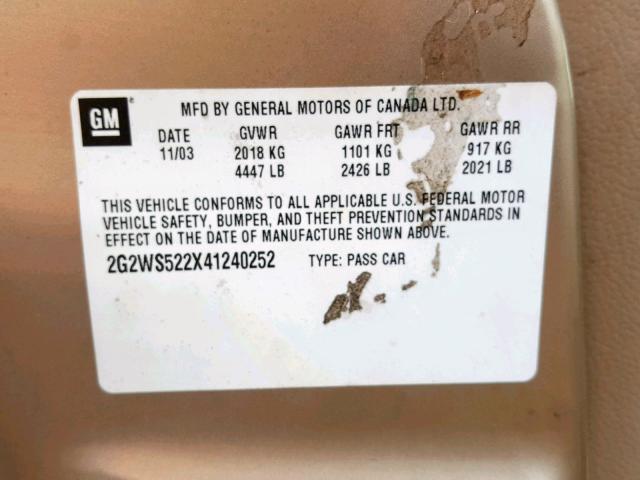 GM
MFD BY GENERAL MOTORS OF CANADA LTD.
DATE GVWR GAWR FRT GAWR RR
11/03 2018 KG 1101 KG 917 KG
4447 LB 2426 LB 2021 LB
THIS VEHICLE CONFORMS TO ALL APPLICABLE U.S. FEDERAL MOTOR
VEHICLE SAFETY, BUMPER, AND THEFT PREVENTION STANDARDS IN
EFFECT ON THE DATE OF MANUFACTURE SHOWN ABOVE.
2G2WS522X41240252 TYPE: PASS CAR